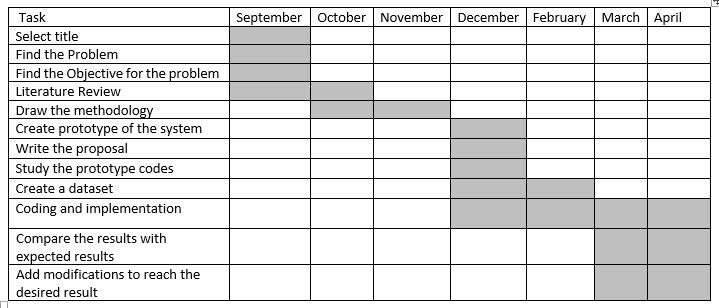 Task September October November December February March April
Select title
Find the Problem
Find the Objective for the problem
Literature Review
Draw the methodology
Create prototype of the system
Write the proposal
Study the prototype codes
Create a dataset
Coding and implementation
Compare the results with
expected results
Add modifications to reach the
desired result